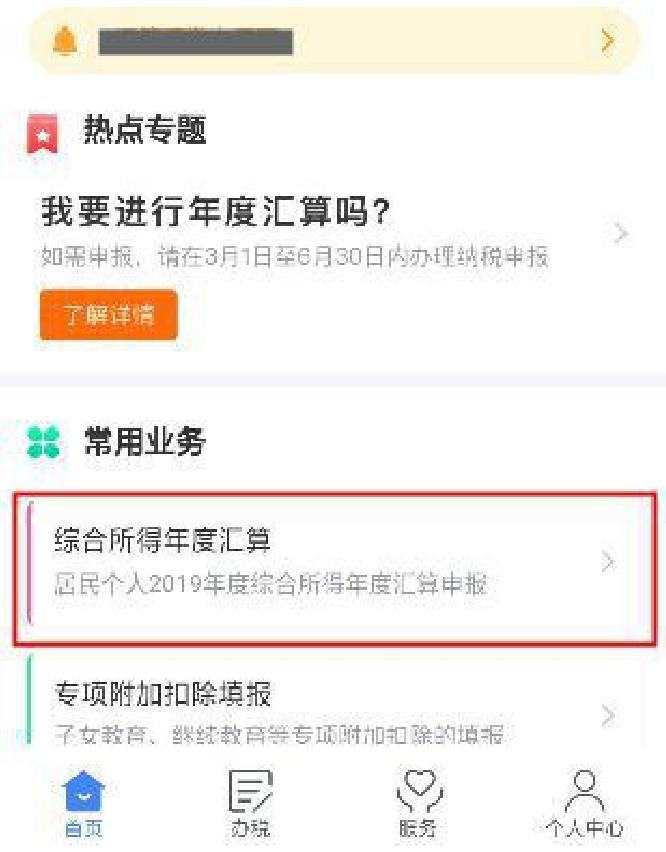 热点专题
我要进行年度汇算吗?
如需申报，请在3月1日至6月30日内办理纳税申报
了解详情
常用业务
综合所得年度汇算
居民个人2019年度综合所得年度汇算申报
专项附加扣除填报
子女教育、继续教育等专项附加扣除的填报
首页
办税
服务
个人中心